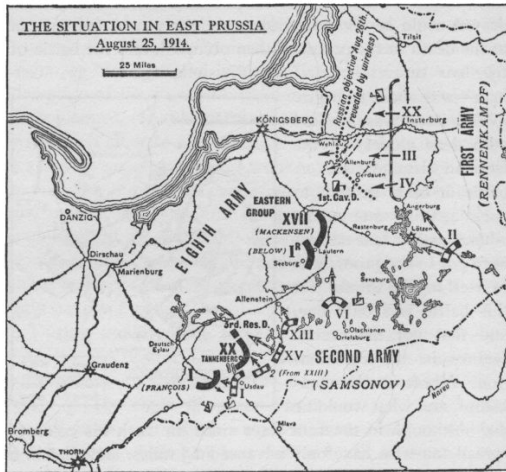 THE SITUATION IN EAST PRUSSIA
August 25, 1914.
25 Miles
Tilsit
Russian objective Aug. 26th.
(revealed by wireless)
XX
Insterburg
KÖNIGSBERG
Wehlau
Allenburg
III
FIRST ARMY
(RENNENKAMPF)
Gerdauen
IV
1st. Cav. D.
EASTERN
GROUP
XVII
(MACKENSEN)
Angerburg
Rastenburg
Lötzen
II
DANZIG
EIGHTH ARMY
(BELOW) I R
Lautern
Seeburg
Dirschau
Marienburg
Sensburg
Allenstein
VI
3rd. Res. D.
XIII
Olschienen
Ortelsburg
Deutsch
Eylau
XX
TANNENBERG
XV
SECOND ARMY
Graudenz
I
(FRANÇOIS)
2 (From XXIII)
(SAMSONOV)
Usdau
I
Mlava
Bromberg
THORN